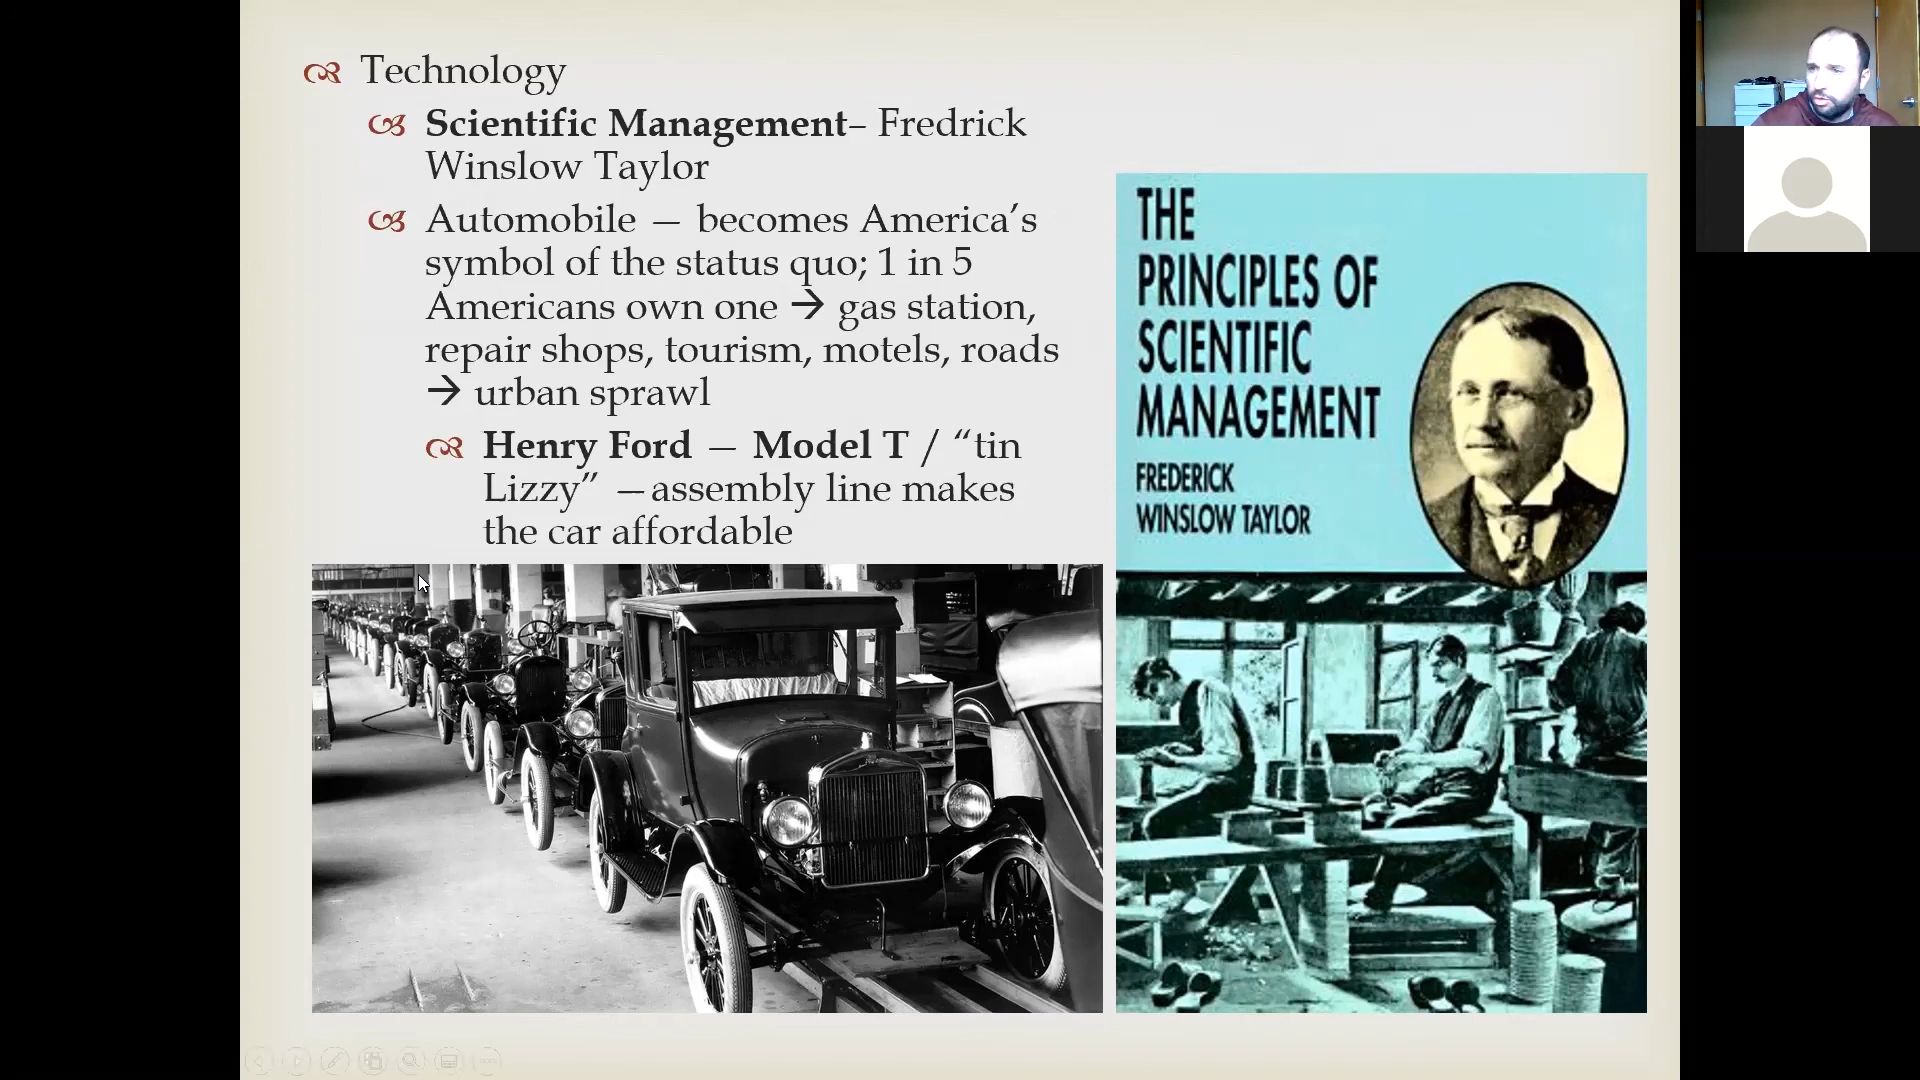 Technology
Scientific Management– Fredrick
Winslow Taylor
Automobile — becomes America’s
symbol of the status quo; 1 in 5
Americans own one → gas station,
repair shops, tourism, motels, roads
→ urban sprawl
Henry Ford — Model T / “tin
Lizzy” —assembly line makes
the car affordable
THE
PRINCIPLES OF
SCIENTIFIC
MANAGEMENT
FREDERICK
WINSLOW TAYLOR